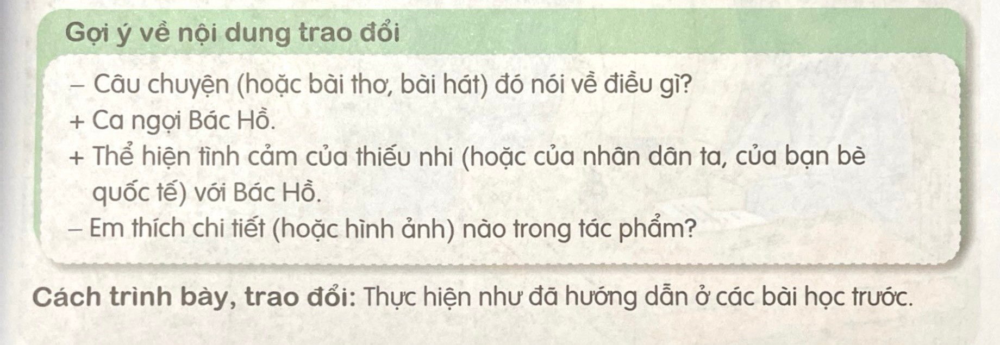 Gợi ý về nội dung trao đổi
– Câu chuyện (hoặc bài thơ, bài hát) đó nói về điều gì?
+ Ca ngợi Bác Hồ.
+ Thể hiện tình cảm của thiếu nhi (hoặc của nhân dân ta, của bạn bè
quốc tế) với Bác Hồ.
– Em thích chi tiết (hoặc hình ảnh) nào trong tác phẩm?
Cách trình bày, trao đổi: Thực hiện như đã hướng dẫn ở các bài học trước.